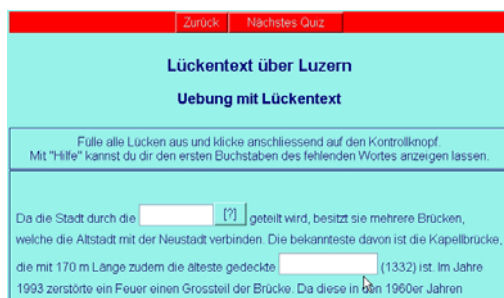 Zurück Nächstes Quiz
Lückentext über Luzern
Uebung mit Lückentext
Fülle alle Lücken aus und klicke anschliessend auf den Kontrollknopf.
Mit "Hilfe" kannst du dir den ersten Buchstaben des fehlenden Wortes anzeigen lassen.
Da die Stadt durch die [?] geteilt wird, besitzt sie mehrere Brücken,
welche die Altstadt mit der Neustadt verbinden. Die bekannteste davon ist die Kapellbrücke,
die mit 170 m Länge zudem die älteste gedeckte (1332) ist. Im Jahre
1993 zerstörte ein Feuer einen Grossteil der Brücke. Da diese in den 1960er Jahren